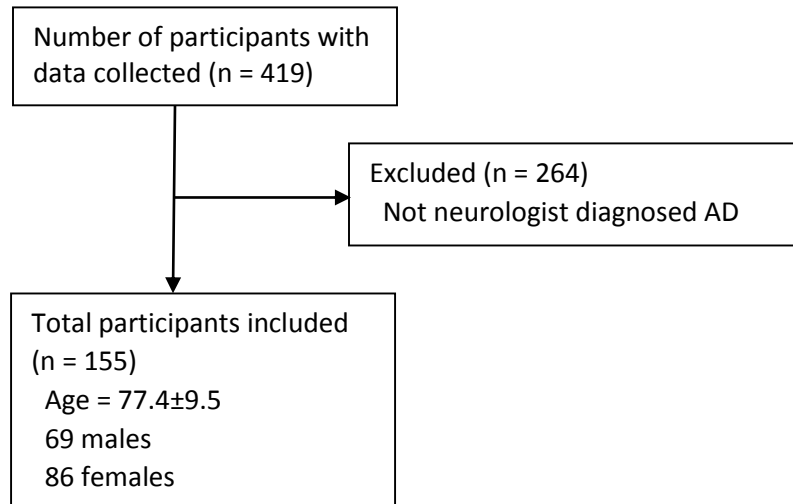 Number of participants with
data collected (n = 419)
Excluded (n = 264)
Not neurologist diagnosed AD
Total participants included
(n = 155)
Age = 77.4±9.5
69 males
86 females